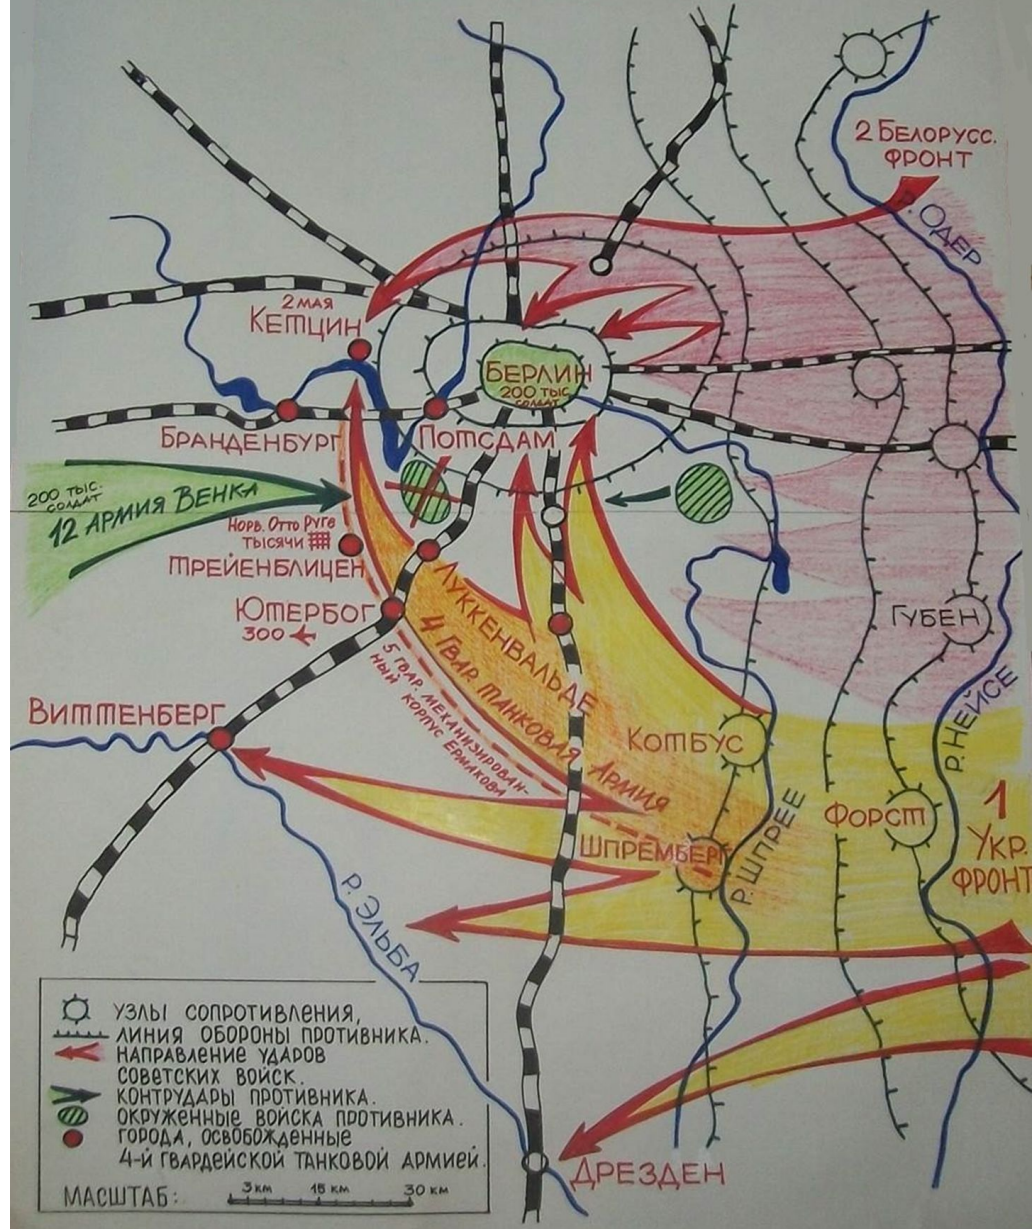 2 БЕЛОРУСС.
ФРОНТ
Р. ОДЕР
2 МАЯ
КЕТЦИН
БЕРЛИН
200 ТЫС.
СОЛДАТ
БРАНДЕНБУРГ
ПОТСДАМ
200 ТЫС.
СОЛДАТ
12 АРМИЯ ВЕНКА
НОРВ. ОТТО РУГЕ
ТЫСЯЧИ
ТРЕЙЕНБЛИЦЕН
ЛУККЕНВАЛЬДЕ
ЮТЕРБОГ
300
4 ГВАР. ТАНКОВАЯ АРМИЯ
5 ГВАР. МЕХАНИЗИРОВАН-
НЫЙ КОРПУС ЕРМАКОВА
ГУБЕН
Р. НЕЙСЕ
ВИТТЕНБЕРГ
КОТБУС
ФОРСТ
1
УКР.
ФРОНТ
ШПРЕМБЕРГ
Р. ШПРЕЕ
Р. ЭЛЬБА
ДРЕЗДЕН
УЗЛЫ СОПРОТИВЛЕНИЯ,
ЛИНИЯ ОБОРОНЫ ПРОТИВНИКА.
НАПРАВЛЕНИЕ УДАРОВ
СОВЕТСКИХ ВОЙСК.
КОНТРУДАРЫ ПРОТИВНИКА.
ОКРУЖЕННЫЕ ВОЙСКА ПРОТИВНИКА.
ГОРОДА, ОСВОБОЖДЕННЫЕ
4-Й ГВАРДЕЙСКОЙ ТАНКОВОЙ АРМИЕЙ.
МАСШТАБ:
3 КМ 15 КМ 30 КМ